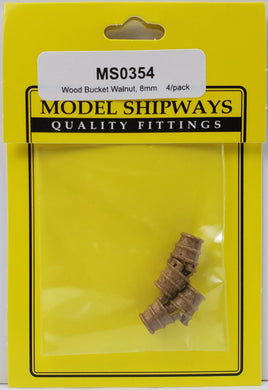 MS0354
Wood Bucket Walnut, 8mm 4/pack
MODEL SHIPWAYS
QUALITY FITTINGS